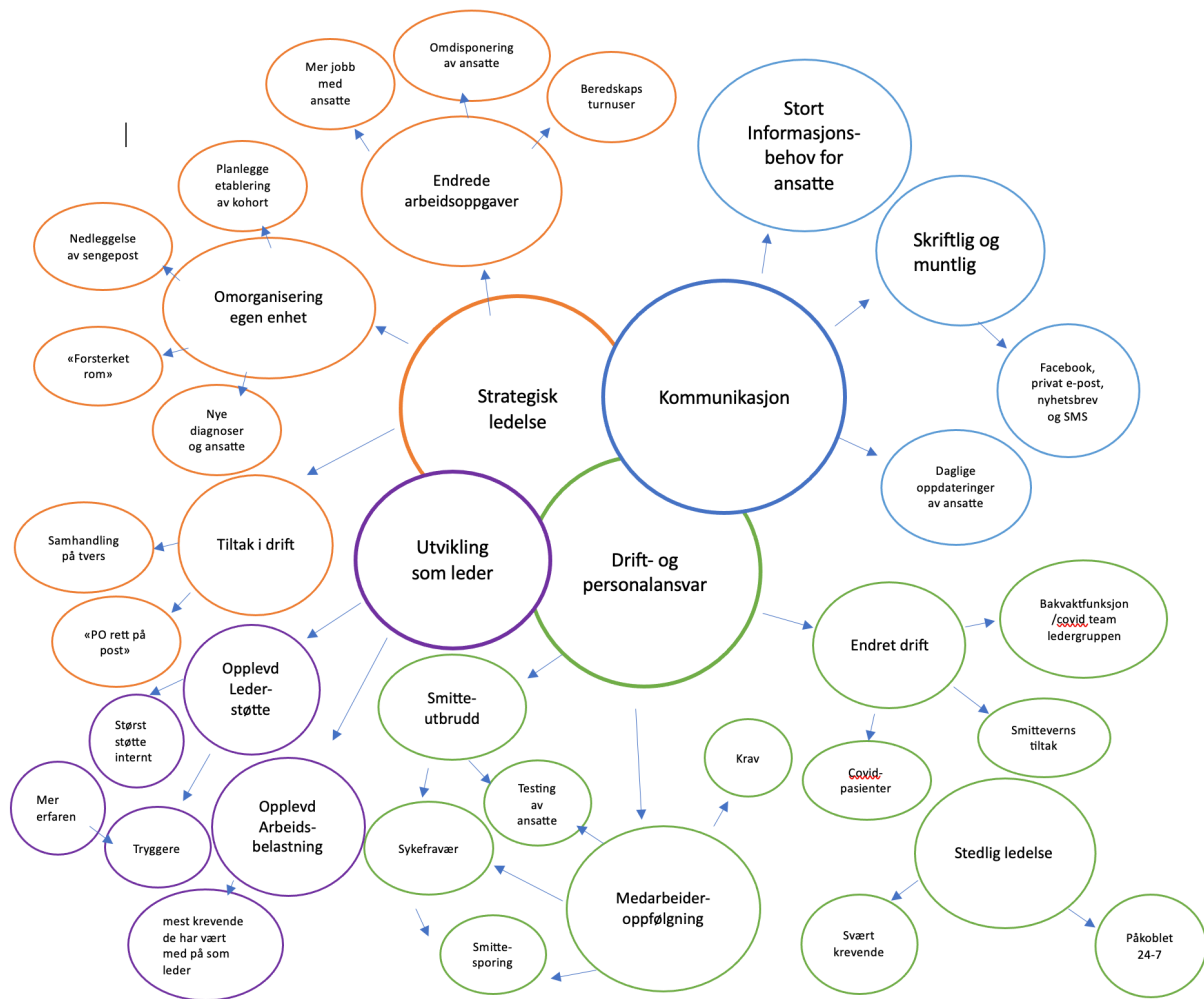 Omdisponering
av ansatte
Mer jobb
med
ansatte
Beredskaps
turnuser
Stort
Informasjons-
behov for
ansatte
Endrede
arbeidsoppgaver
Planlegge
etablering
av kohort
Nedleggelse
av sengepost
Skriftlig og
muntlig
Omorganisering
egen enhet
«Forsterket
rom»
Strategisk
ledelse
Kommunikasjon
Facebook,
privat e-post,
nyhetsbrev
og SMS
Nye
diagnoser
og ansatte
Daglige
oppdateringer
av ansatte
Samhandling
på tvers
Tiltak i drift
Utvikling
som leder
Drift- og
personalansvar
«PO rett på
post»
Bakvaktfunksjon
/covid team
ledergruppen
Endret drift
Opplevd
Leder-
støtte
Smitte-
utbrudd
Størst
støtte
internt
Smitteverns
tiltak
Krav
Covid-
pasienter
Mer
erfaren
Opplevd
Arbeids-
belastning
Testing
av
ansatte
Tryggere
Sykefravær
Stedlig ledelse
Medarbeider-
oppfølgning
mest krevende
de har vært
med på som
leder
Smitte-
sporing
Svært
krevende
Påkoblet
24-7